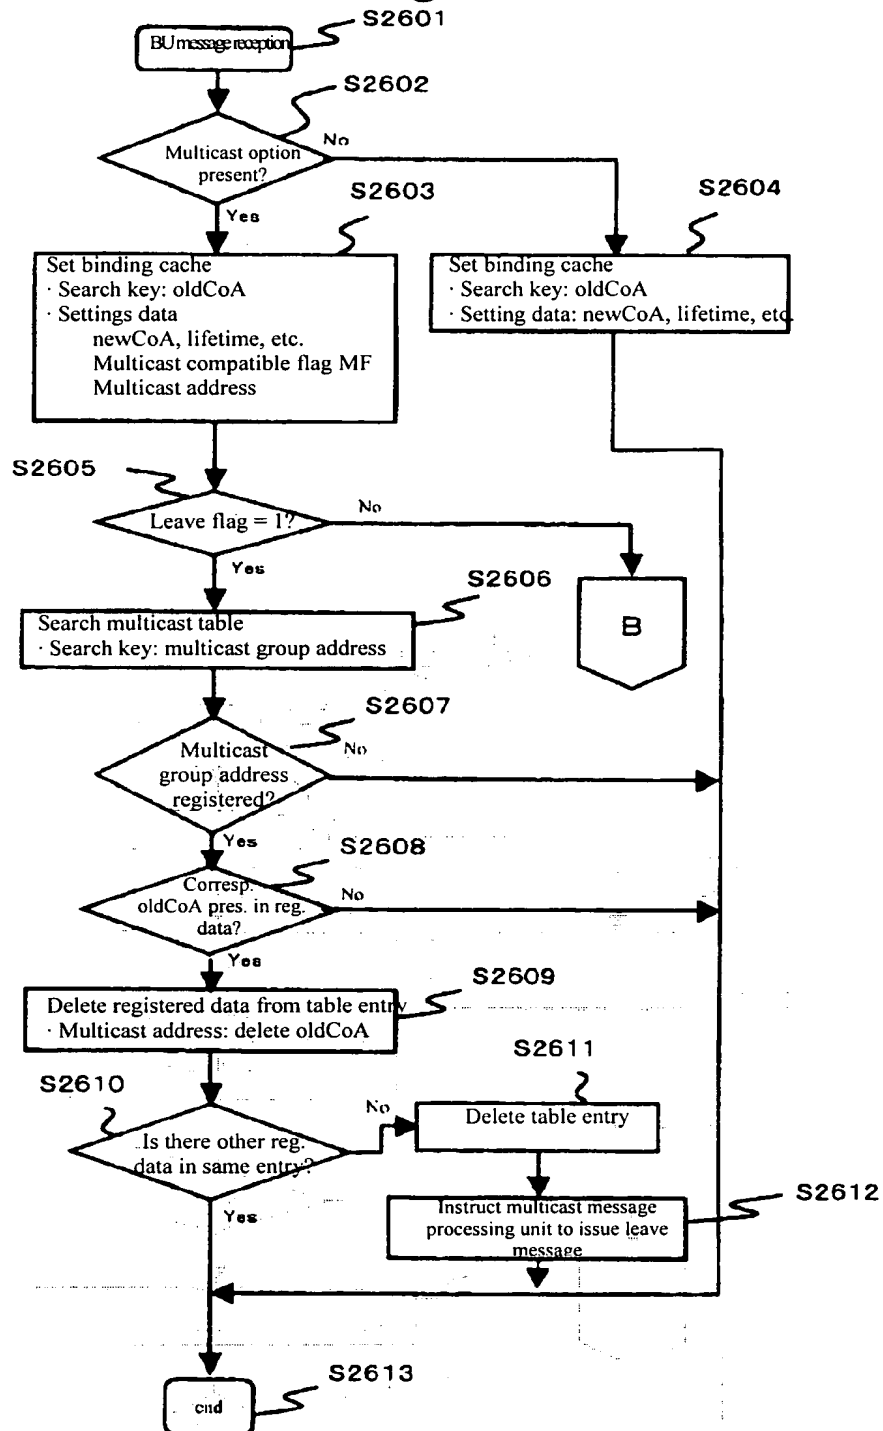 S2601
BU message reception
S2602
No
Multicast option
present?
Yes
S2603
S2604
Set binding cache
· Search key: oldCoA
· Settings data
newCoA, lifetime, etc.
Multicast compatible flag MF
Multicast address
Set binding cache
· Search key: oldCoA
· Setting data: newCoA, lifetime, etc.
S2605
Leave flag = 1?
No
Yes
S2606
B
Search multicast table
· Search key: multicast group address
S2607
No
Multicast
group address
registered?
Yes
S2608
No
Corresp.
oldCoA pres. in reg.
data?
Yes
S2609
Delete registered data from table entry
· Multicast address: delete oldCoA
S2611
S2610
No
Delete table entry
Is there other reg.
data in same entry?
Yes
S2612
Instruct multicast message
processing unit to issue leave
message
S2613
end